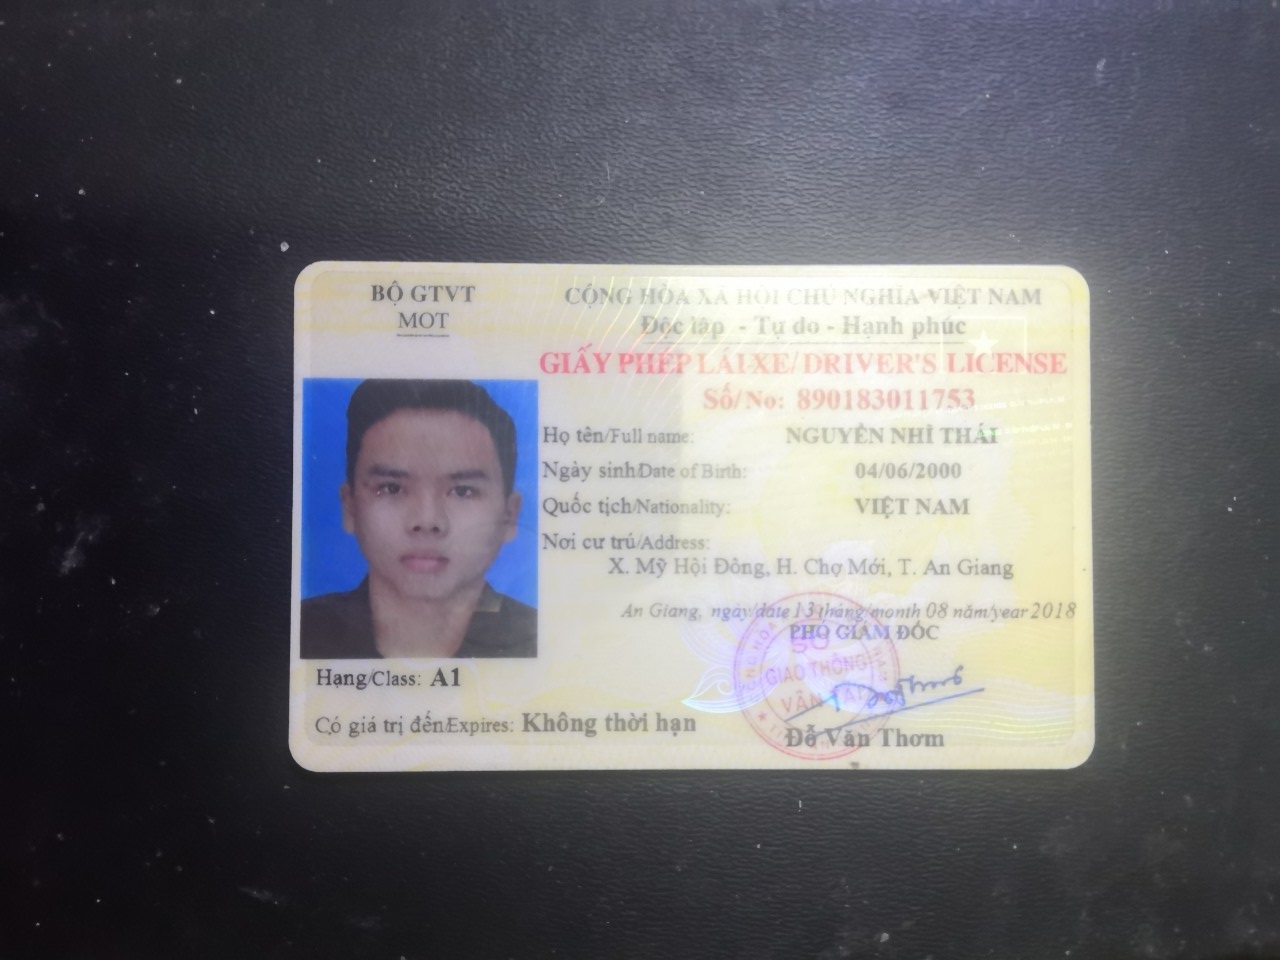 BỘ GTVT
MOT
CỘNG HÒA XÃ HỘI CHỦ NGHĨA VIỆT NAM
Độc lập - Tự do - Hạnh phúc
GIẤY PHÉP LÁI XE/ DRIVER'S LICENSE
Số/No: 890183011753
Họ tên/Full name: NGUYỄN NHĨ THÁI
Ngày sinh/Date of Birth: 04/06/2000
Quốc tịch/Nationality: VIỆT NAM
Nơi cư trú/Address:
X. Mỹ Hội Đông, H. Chợ Mới, T. An Giang
An Giang, ngày/date 13 tháng/month 08 năm/year 2018
PHÓ GIÁM ĐỐC
SỞ
GIAO THÔNG
VẬN TẢI
Đỗ Văn Thơm
Hạng/Class: A1
Có giá trị đến/Expires: Không thời hạn